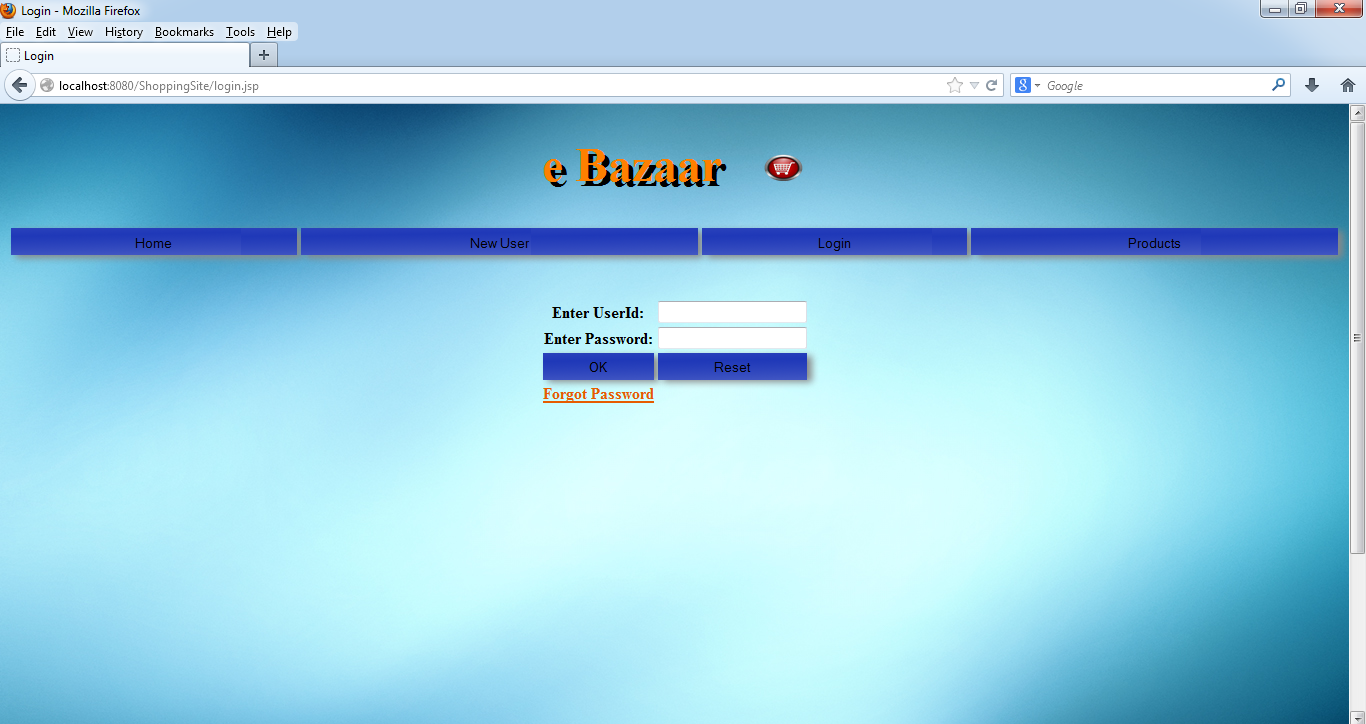 Login - Mozilla Firefox
File Edit View History Bookmarks Tools Help
Login +
localhost:8080/ShoppingSite/login.jsp 8 Google
e Bazaar
Home New User Login Products
Enter UserId:
Enter Password:
OK Reset
Forgot Password